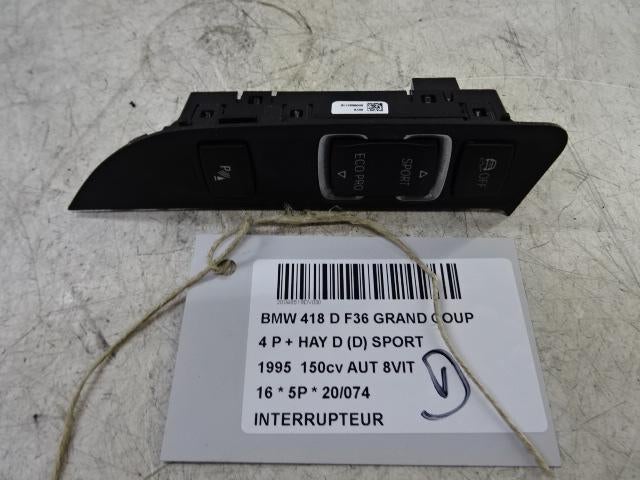 P
ECO PRO
SPORT
OFF
BMW 418 D F36 GRAND COUP
4 P + HAY D (D) SPORT
1995 150cv AUT 8VIT
16 * 5P * 20/074
INTERRUPTEUR
D